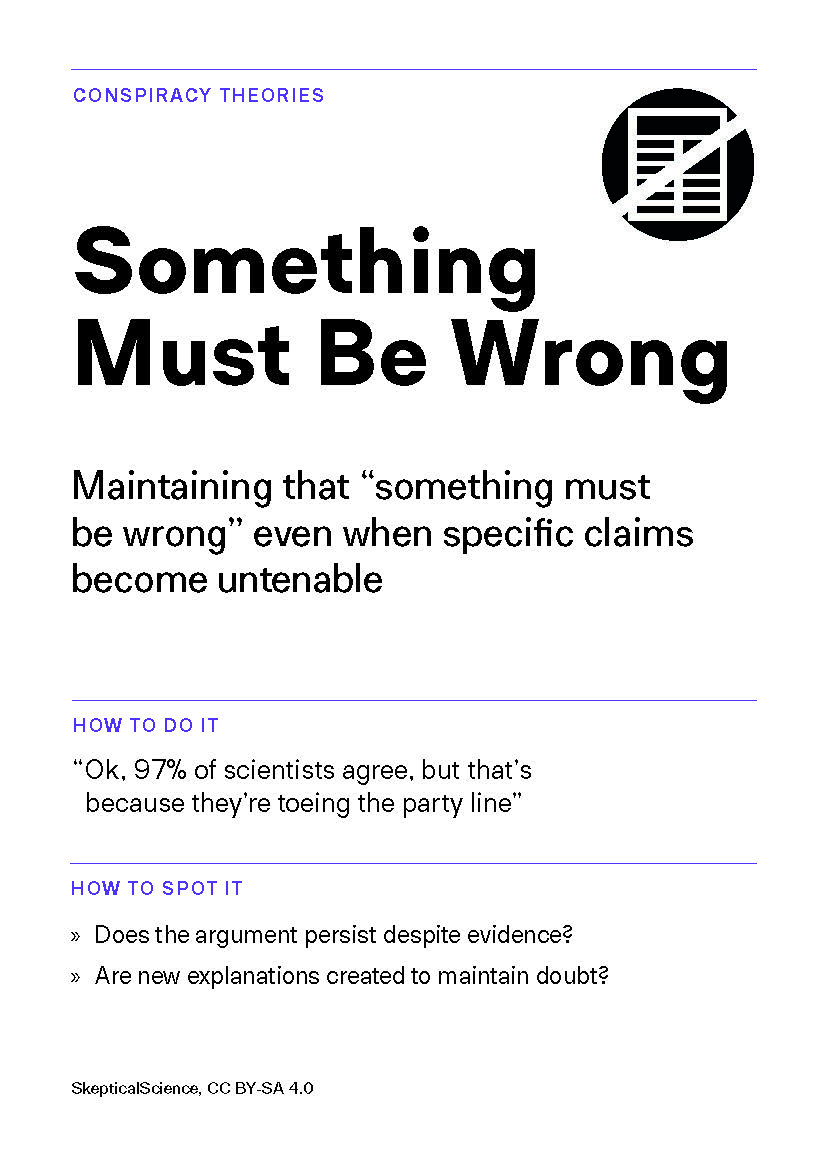 CONSPIRACY THEORIES
Something
Must Be Wrong
Maintaining that “something must
be wrong” even when specific claims
become untenable
HOW TO DO IT
“Ok, 97% of scientists agree, but that’s
because they’re toeing the party line”
HOW TO SPOT IT
» Does the argument persist despite evidence?
» Are new explanations created to maintain doubt?
SkepticalScience, CC BY-SA 4.0